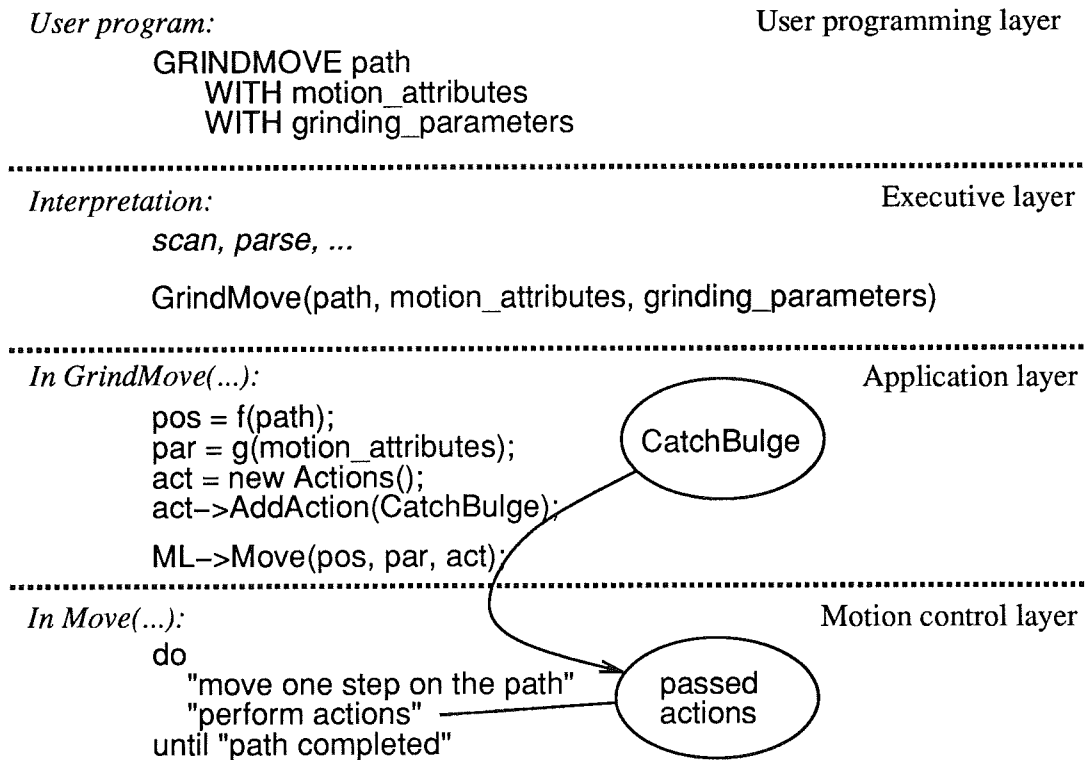 User program: User programming layer
GRINDMOVE path
WITH motion_attributes
WITH grinding_parameters
Interpretation: Executive layer
scan, parse, ...
GrindMove(path, motion_attributes, grinding_parameters)
In GrindMove(...): Application layer
pos = f(path);
par = g(motion_attributes);
act = new Actions();
act−>AddAction(CatchBulge);
ML−>Move(pos, par, act);
CatchBulge
In Move(...): Motion control layer
do
"move one step on the path"
"perform actions"
until "path completed"
passed
actions